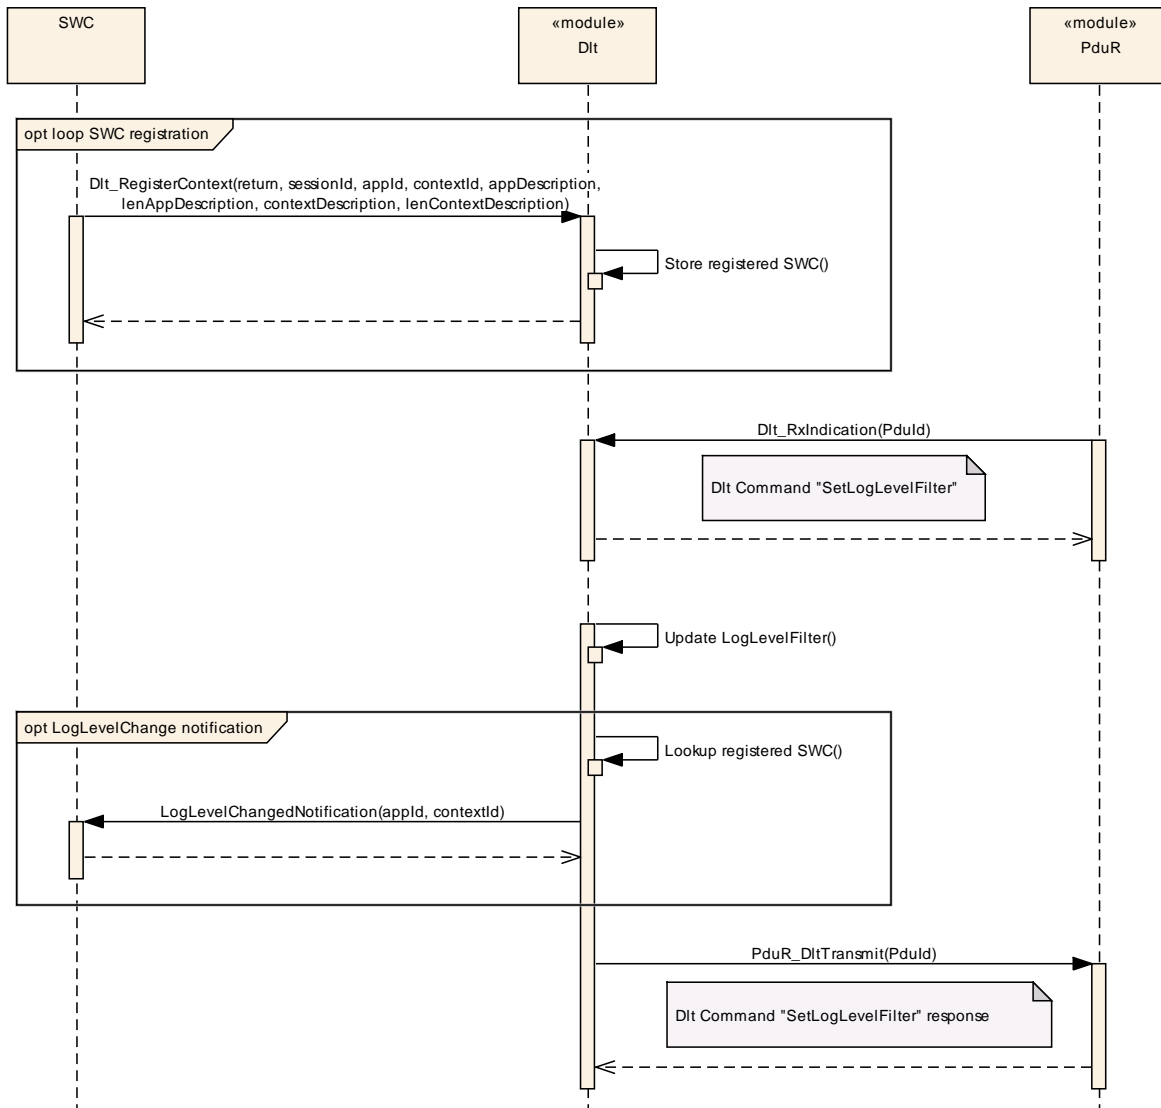 SWC
«module»
Dlt
«module»
PduR
opt loop SWC registration
Dlt_RegisterContext(return, sessionId, appId, contextId, appDescription,
lenAppDescription, contextDescription, lenContextDescription)
Store registered SWC()
Dlt_RxIndication(PduId)
Dlt Command "SetLogLevelFilter"
Update LogLevelFilter()
opt LogLevelChange notification
Lookup registered SWC()
LogLevelChangedNotification(appId, contextId)
PduR_DltTransmit(PduId)
Dlt Command "SetLogLevelFilter" response